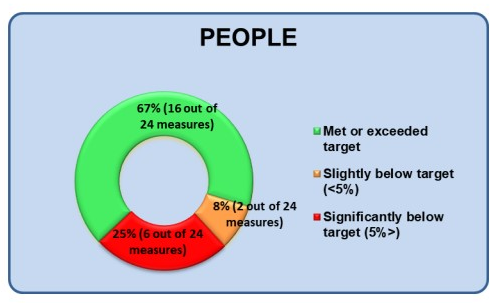 PEOPLE
67% (16 out of
24 measures)
8% (2 out of 24
measures)
25% (6 out of 24
measures)
Met or exceeded
target
Slightly below target
(<5%)
Significantly below
target (5%>)